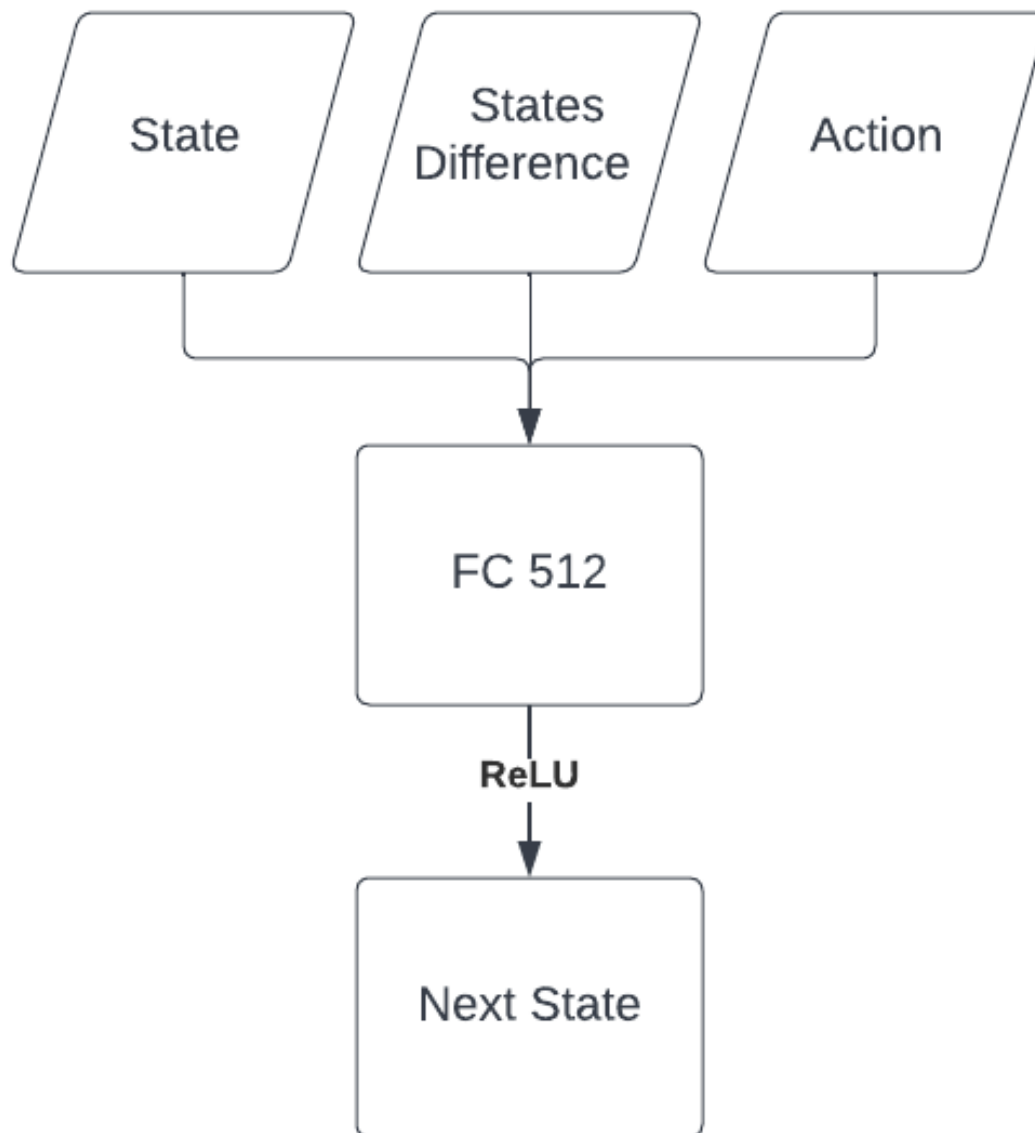 State
States
Difference
Action
FC 512
ReLU
Next State